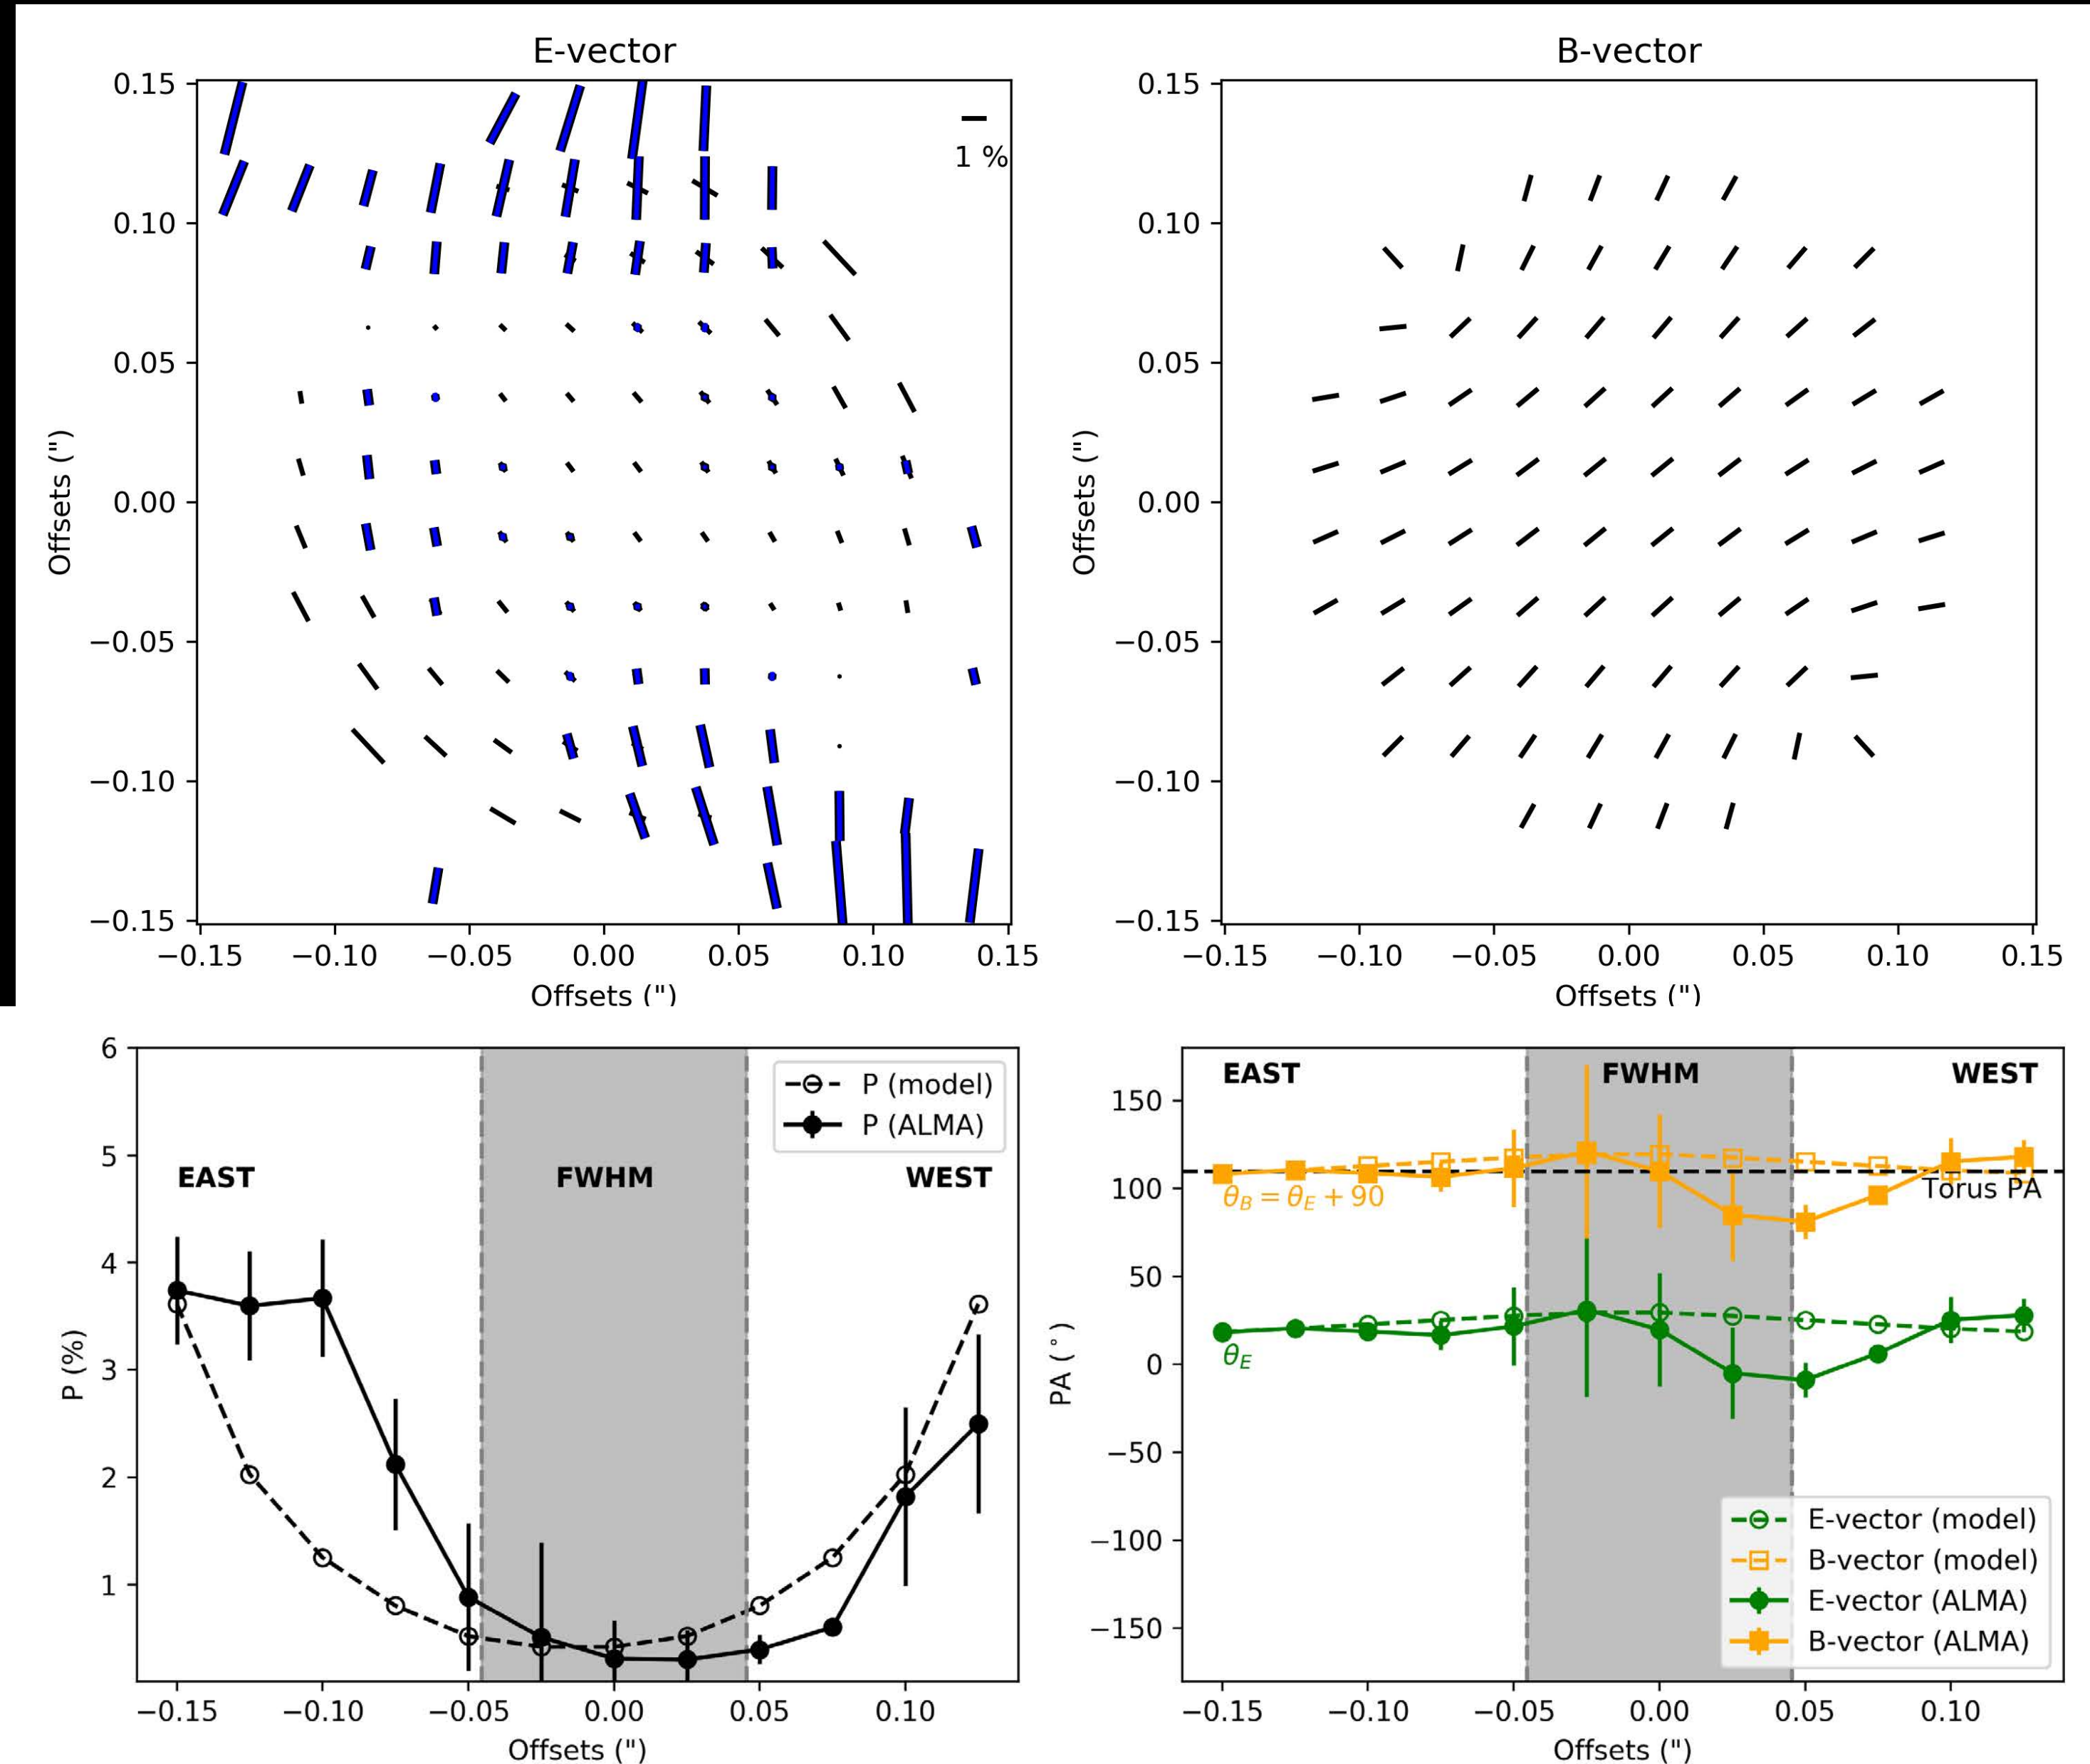 E-vector
B-vector
0.15
0.10
0.05
0.00
−0.05
−0.10
−0.15
Offsets (")
1 %
−0.15 −0.10 −0.05 0.00 0.05 0.10 0.15
Offsets (")
0.15
0.10
0.05
0.00
−0.05
−0.10
−0.15
Offsets (")
−0.15 −0.10 −0.05 0.00 0.05 0.10 0.15
Offsets (")
6
5
4
3
2
1
P (%)
P (model)
P (ALMA)
EAST FWHM WEST
−0.15 −0.10 −0.05 0.00 0.05 0.10
Offsets (")
150
100
50
0
−50
−100
−150
PA (°)
EAST FWHM WEST
θB = θE + 90
Torus PA
θE
E-vector (model)
B-vector (model)
E-vector (ALMA)
B-vector (ALMA)
−0.15 −0.10 −0.05 0.00 0.05 0.10
Offsets (")